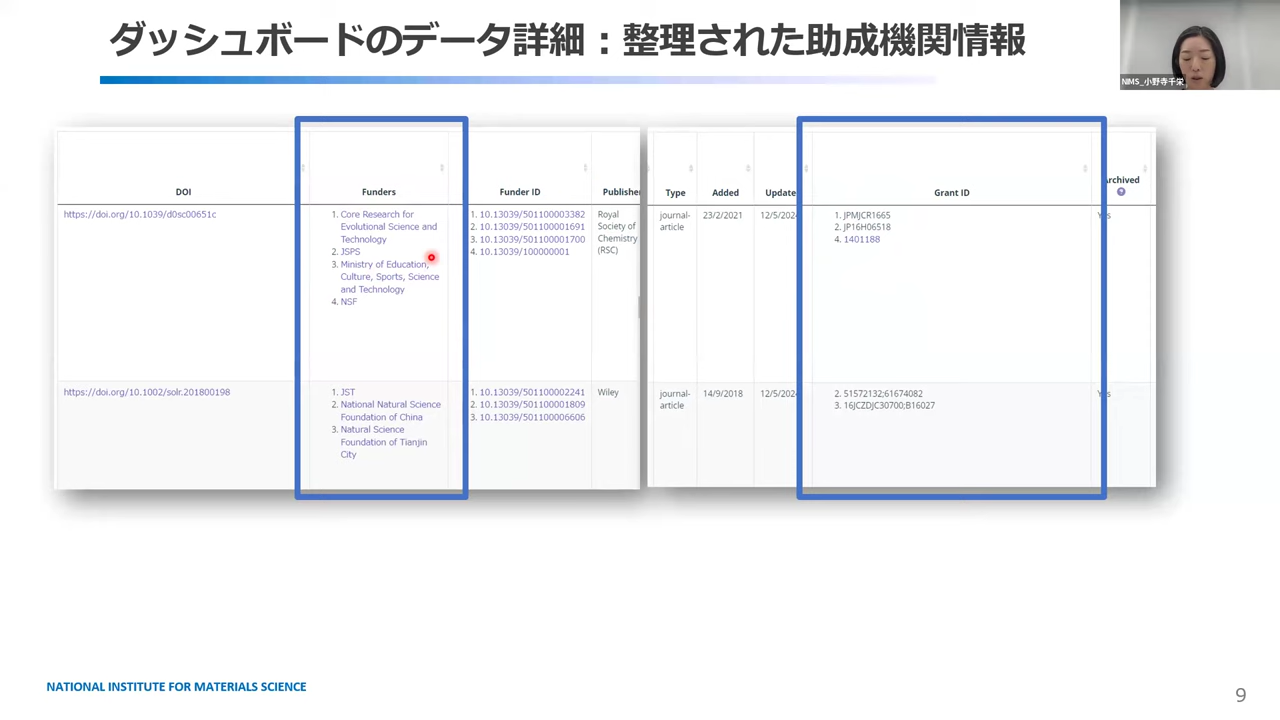 ダッシュボードのデータ詳細：整理された助成機関情報
NIMS_小野寺千栄
DOI
Funders
Funder ID
Publisher
Type
Added
Update
Grant ID
Archived
https://doi.org/10.1039/d0sc00651c
1. Core Research for
Evolutional Science and
Technology
2. JSPS
3. Ministry of Education,
Culture, Sports, Science
and Technology
4. NSF
1. 10.13039/501100003382
2. 10.13039/501100001691
3. 10.13039/501100001700
4. 10.13039/100000001
Royal
Society of
Chemistry
(RSC)
journal-
article
23/2/2021
12/5/202
1. JPMJCR1665
2. JP16H06518
4. 1401188
Yes
https://doi.org/10.1002/solr.201800198
1. JST
2. National Natural Science
Foundation of China
3. Natural Science
Foundation of Tianjin
City
1. 10.13039/501100002241
2. 10.13039/501100001809
3. 10.13039/501100006606
Wiley
journal-
article
14/9/2018
12/5/202
2. 51572132;61674082
3. 16JCZDJC30700;B16027
Yes
NATIONAL INSTITUTE FOR MATERIALS SCIENCE
9